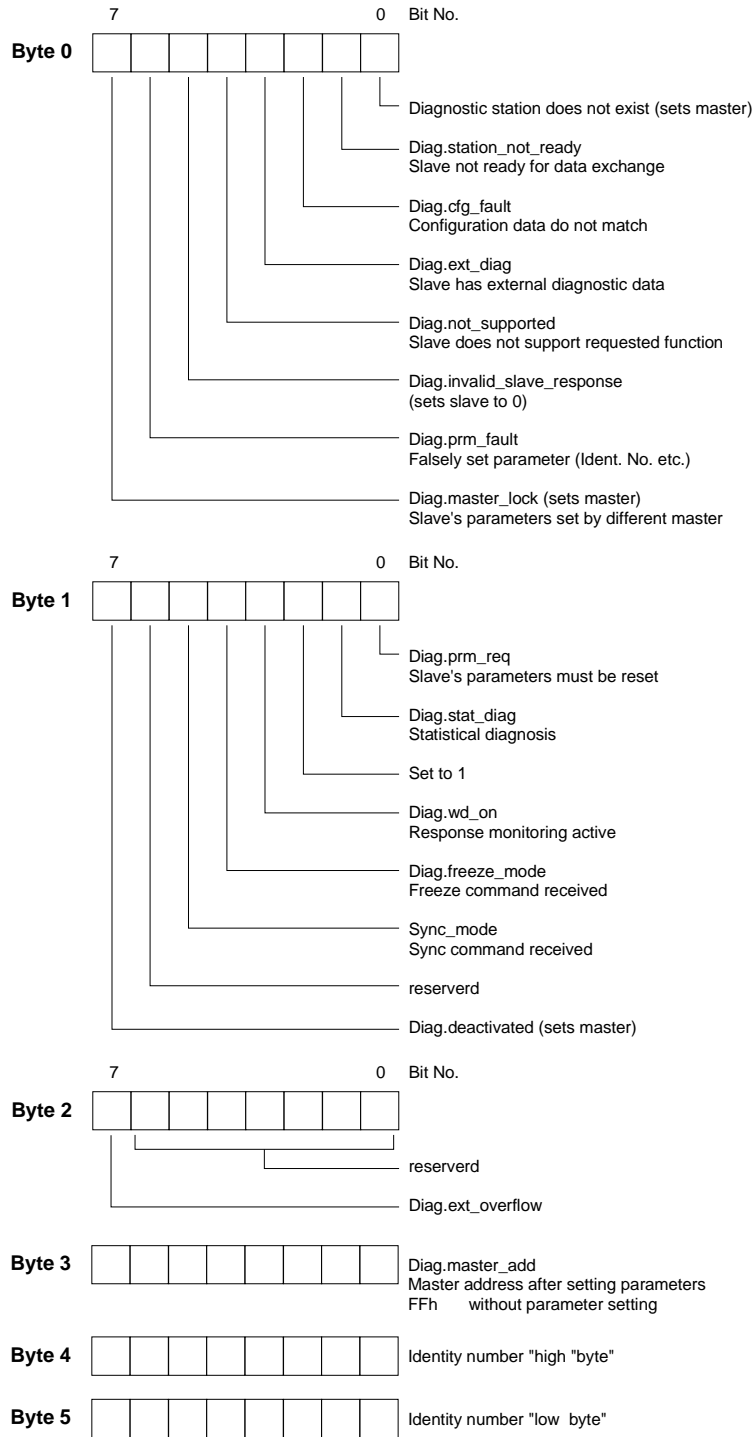 7 0 Bit No.
Byte 0
Diagnostic station does not exist (sets master)
Diag.station_not_ready
Slave not ready for data exchange
Diag.cfg_fault
Configuration data do not match
Diag.ext_diag
Slave has external diagnostic data
Diag.not_supported
Slave does not support requested function
Diag.invalid_slave_response
(sets slave to 0)
Diag.prm_fault
Falsely set parameter (Ident. No. etc.)
Diag.master_lock (sets master)
Slave's parameters set by different master
7 0 Bit No.
Byte 1
Diag.prm_req
Slave's parameters must be reset
Diag.stat_diag
Statistical diagnosis
Set to 1
Diag.wd_on
Response monitoring active
Diag.freeze_mode
Freeze command received
Sync_mode
Sync command received
reserverd
Diag.deactivated (sets master)
7 0 Bit No.
Byte 2
reserverd
Diag.ext_overflow
Byte 3 Diag.master_add
Master address after setting parameters
FFh without parameter setting
Byte 4 Identity number "high "byte"
Byte 5 Identity number "low byte"